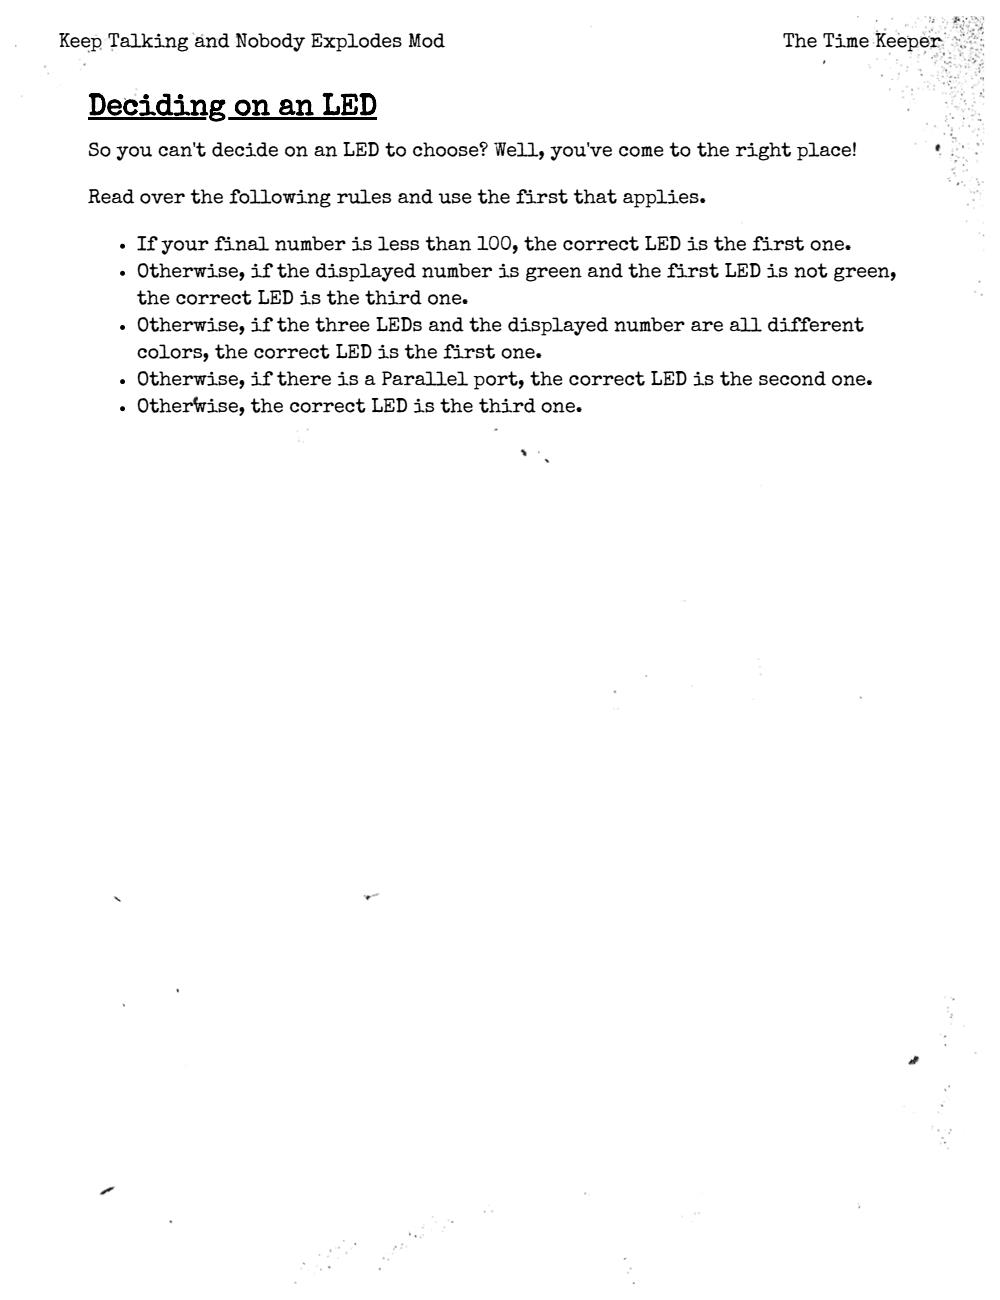 Keep Talking and Nobody Explodes Mod
The Time Keeper
Deciding on an LED
So you can't decide on an LED to choose? Well, you've come to the right place!
Read over the following rules and use the first that applies.
• If your final number is less than 100, the correct LED is the first one.
• Otherwise, if the displayed number is green and the first LED is not green,
the correct LED is the third one.
• Otherwise, if the three LEDs and the displayed number are all different
colors, the correct LED is the first one.
• Otherwise, if there is a Parallel port, the correct LED is the second one.
• Otherwise, the correct LED is the third one.